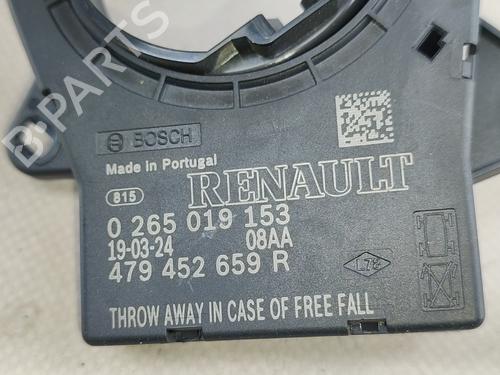 B-PARTS
BOSCH
Made in Portugal
815
RENAULT
0 265 019 153
19-03-24 08AA
479 452 659 R
THROW AWAY IN CASE OF FREE FALL